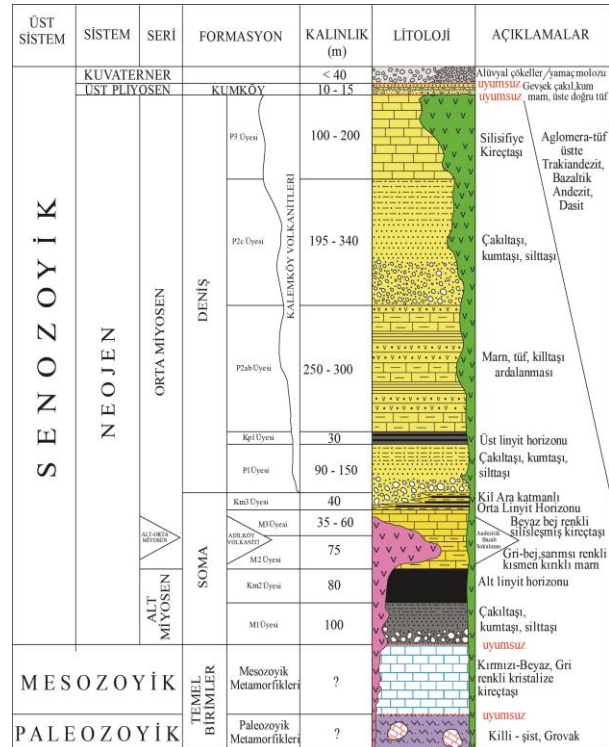 ÜST SİSTEM
SİSTEM
SERİ
FORMASYON
KALINLIK (m)
LİTOLOJİ
AÇIKLAMALAR
SENOZOYİK
KUVATERNER
< 40
Alüvyal çökeller /yamaç molozu
uyumsuz
ÜST PLİYOSEN
KUMKÖY
10 - 15
Gevşek çakıl,kum
uyumsuz
mam, üste doğru tüf
NEOJEN
ORTA MİYOSEN
DENİŞ
KALEMKÖY VOLKANİTLERİ
P3 Üyesi
100 - 200
Silisifiye
Kireçtaşı
Aglomera-tüf
üstte
Trakiandezit,
Bazaltik
Andezit,
Dasit
P2c Üyesi
195 - 340
Çakıltaşı,
kumtaşı, silttaşı
P2ab Üyesi
250 - 300
Marn, tüf, killtaşı
ardalanması
Kp1 Üyesi
30
Üst linyit horizonu
P1Üyesi
90 - 150
Çakıltaşı, kumtaşı,
silttaşı
SOMA
Km3 Üyesi
40
Kil Ara katmanlı
Orta Linyit Horizonu
ALT-ORTA
MİYOSEN
ADILKÖY
VOLKANİTİ
M3 Üyesi
35 - 60
Beyaz bej renkli
silisleşmiş kireçtaşı
Andezitik
M2 Üyesi
75
Gri-bej,sarımsı renkli
kısmen kırıklı marn
ALT
MİYOSEN
Km2 Üyesi
80
Alt linyit horizonu
M1 Üyesi
100
Çakıltaşı,
kumtaşı, silttaşı
uyumsuz
MESOZOYİK
TEMEL
BİRİMLER
Mesozoyik
Metamorfikleri
?
Kırmızı-Beyaz, Gri
renkli kristalize
kireçtaşı
uyumsuz
PALEOZOYİK
Paleozoyik
Metamorfikleri
?
Killi - şist, Grovak